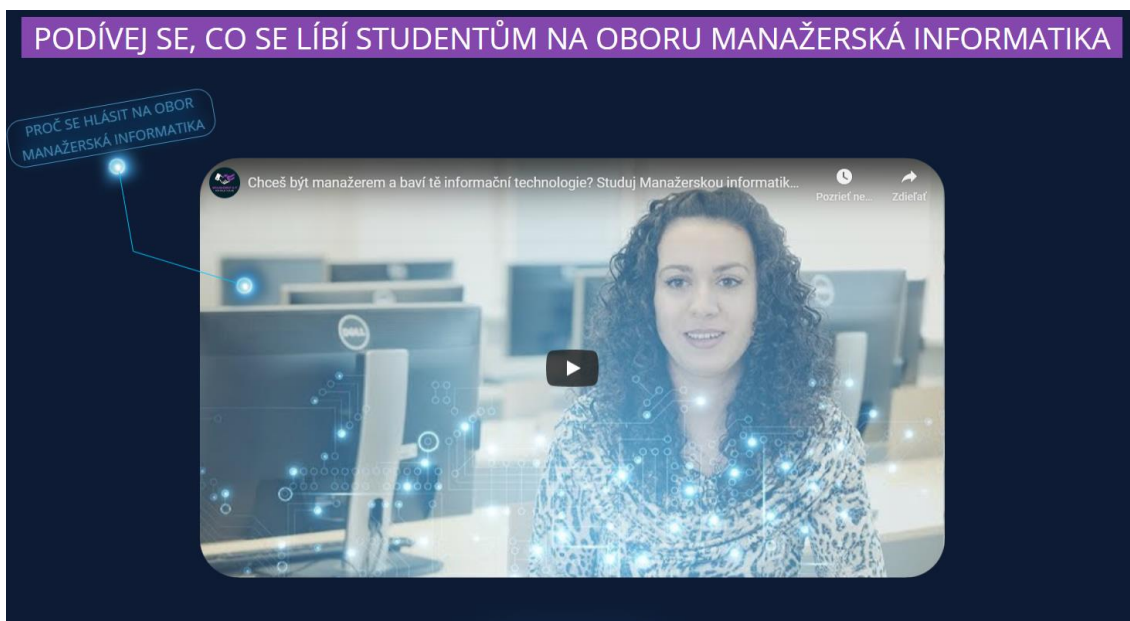 PODÍVEJ SE, CO SE LÍBÍ STUDENTŮM NA OBORU MANAŽERSKÁ INFORMATIKA
PROČ SE HLÁSIT NA OBOR
MANAŽERSKÁ INFORMATIKA
Chceš být manažerem a baví tě informační technologie? Studuj Manažerskou informatik...
Pozrieť ne...
Zdieľať
DELL